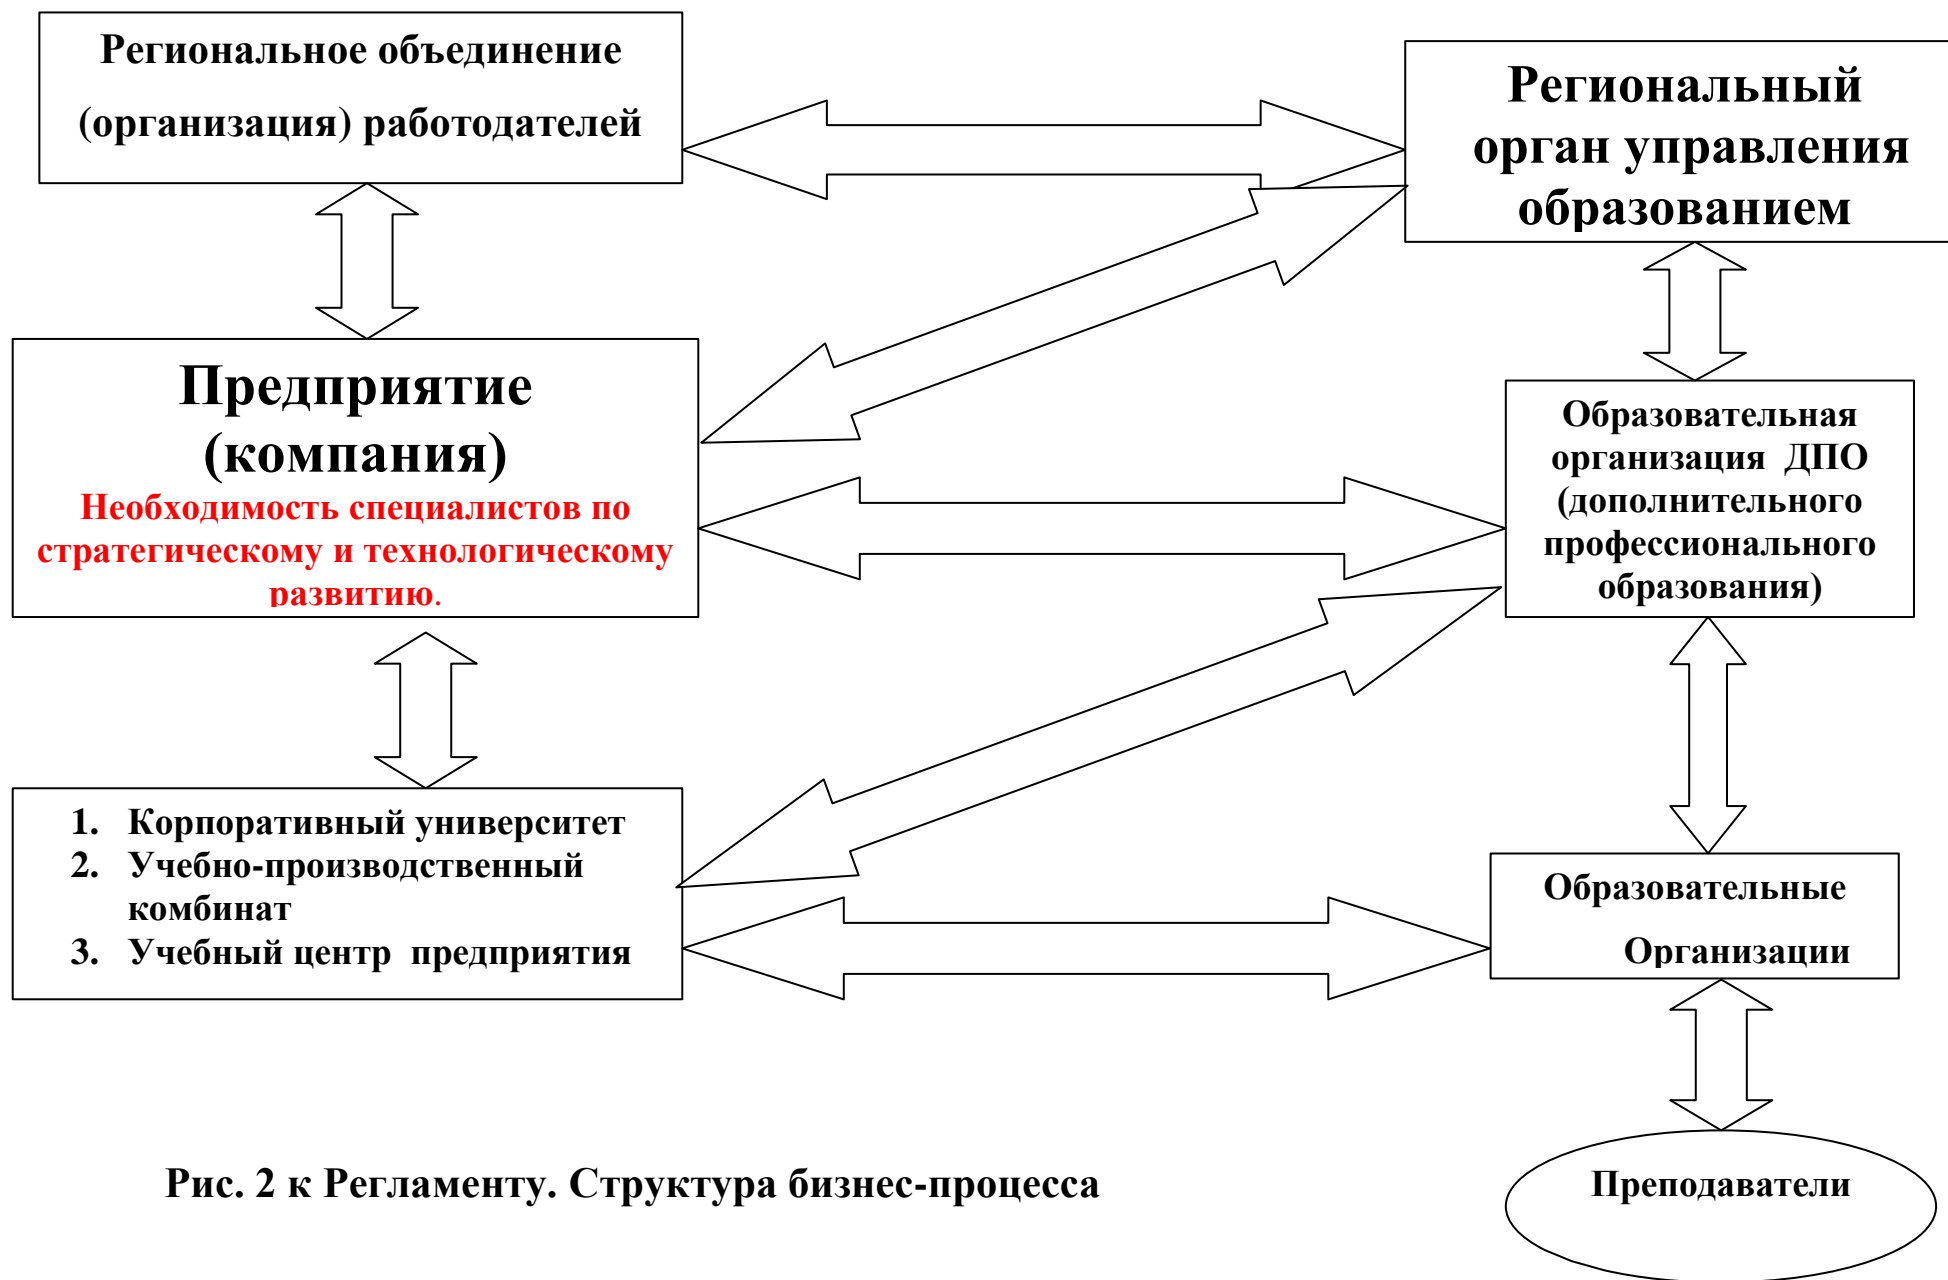 Региональное объединение
(организация) работодателей
Региональный
орган управления
образованием
Предприятие
(компания)
Необходимость специалистов по
стратегическому и технологическому
развитию.
Образовательная
организация ДПО
(дополнительного
профессионального
образования)
1. Корпоративный университет
2. Учебно-производственный
комбинат
3. Учебный центр предприятия
Образовательные
Организации
Рис. 2 к Регламенту. Структура бизнес-процесса
Преподаватели